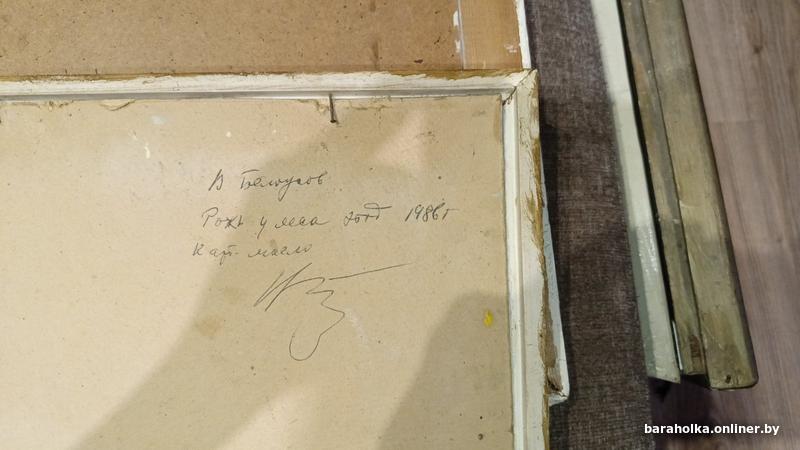 В Белоусов
Рожь у леса 1986г
карт. масло
baraholka.onliner.by